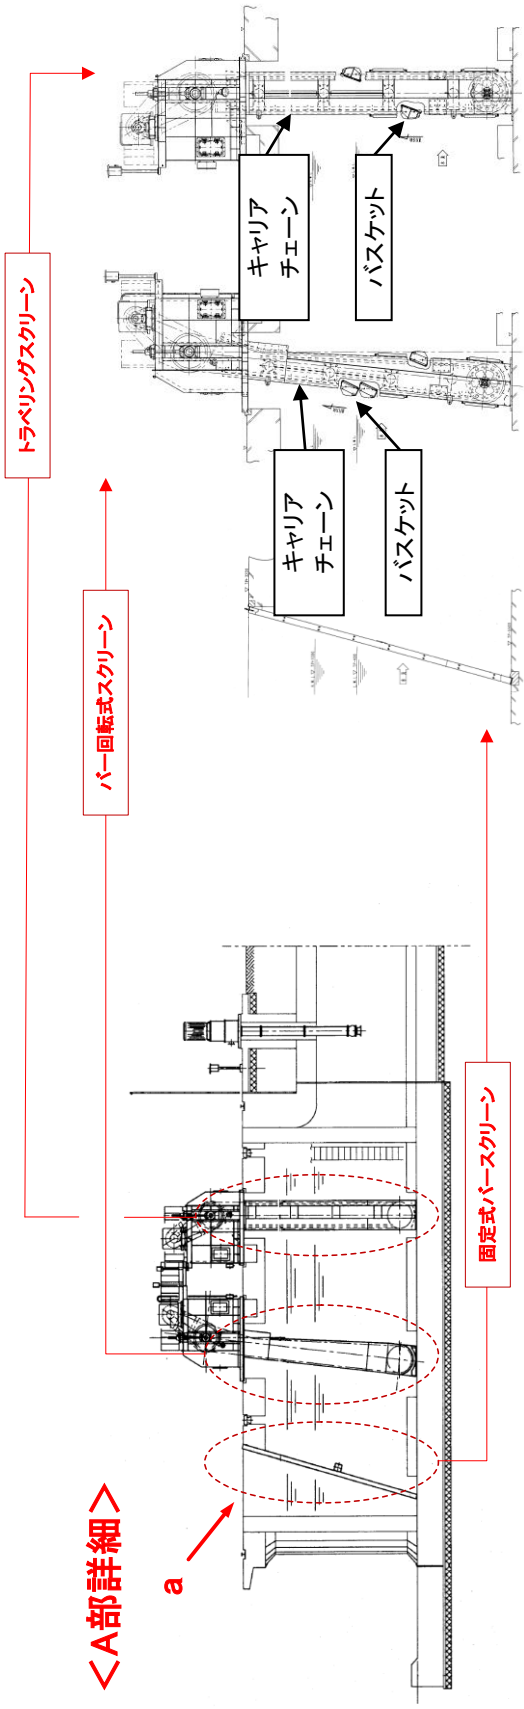 <A部詳細>
a
トラベリングスクリーン
バー回転式スクリーン
固定式バースクリーン
キャリア
チェーン
バスケット
キャリア
チェーン
バスケット